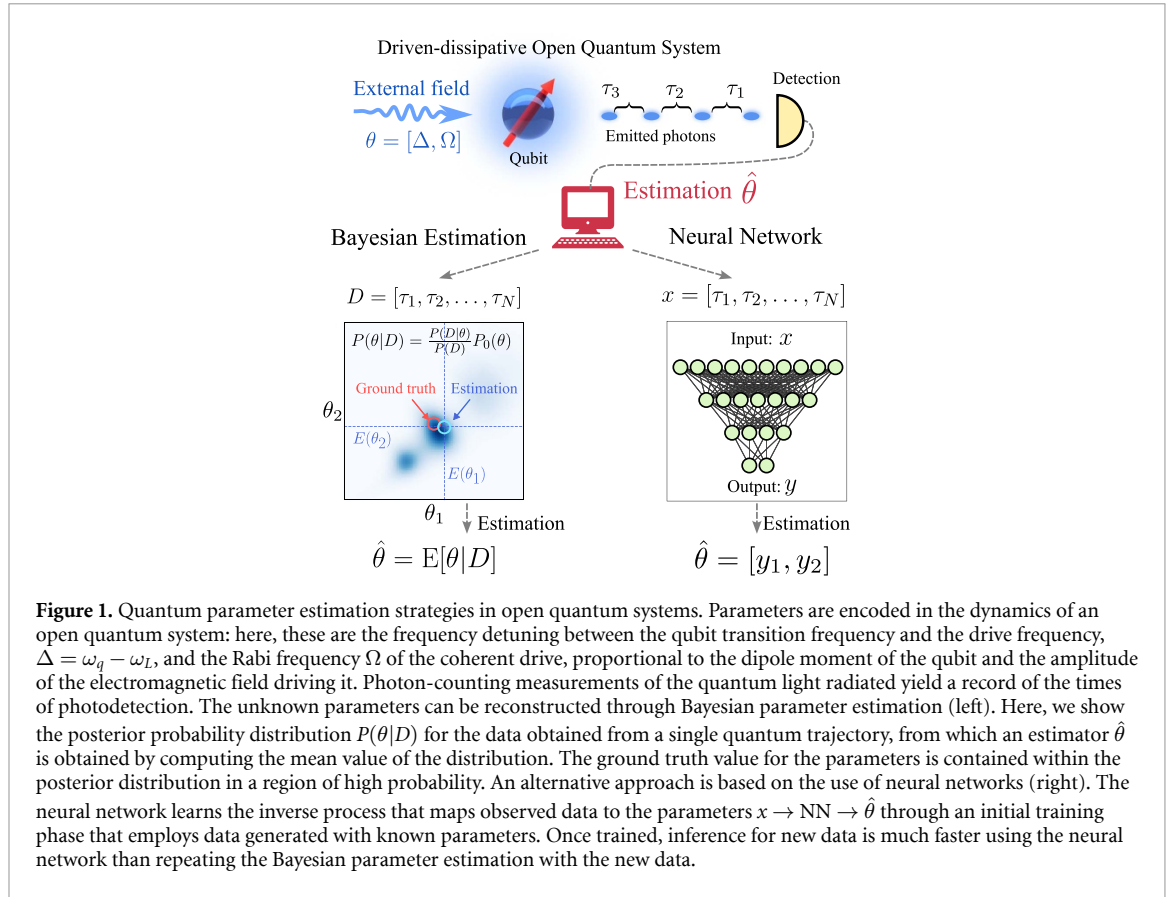 Driven-dissipative Open Quantum System
External field
θ = [Δ, Ω]
Qubit
τ3 τ2 τ1
Emitted photons
Detection
Estimation θ̂
Bayesian Estimation
Neural Network
D = [τ1, τ2, . . . , τN]
x = [τ1, τ2, . . . , τN]
P(θ|D) = P(D|θ)/P(D) P0(θ)
Ground truth
Estimation
θ2
E(θ2)
E(θ1)
θ1
Estimation
θ̂ = E[θ|D]
Input: x
Output: y
Estimation
θ̂ = [y1, y2]
Figure 1. Quantum parameter estimation strategies in open quantum systems. Parameters are encoded in the dynamics of an
open quantum system: here, these are the frequency detuning between the qubit transition frequency and the drive frequency,
Δ = ωq − ωL, and the Rabi frequency Ω of the coherent drive, proportional to the dipole moment of the qubit and the amplitude
of the electromagnetic field driving it. Photon-counting measurements of the quantum light radiated yield a record of the times
of photodetection. The unknown parameters can be reconstructed through Bayesian parameter estimation (left). Here, we show
the posterior probability distribution P(θ|D) for the data obtained from a single quantum trajectory, from which an estimator θ̂
is obtained by computing the mean value of the distribution. The ground truth value for the parameters is contained within the
posterior distribution in a region of high probability. An alternative approach is based on the use of neural networks (right). The
neural network learns the inverse process that maps observed data to the parameters x → NN → θ̂ through an initial training
phase that employs data generated with known parameters. Once trained, inference for new data is much faster using the neural
network than repeating the Bayesian parameter estimation with the new data.